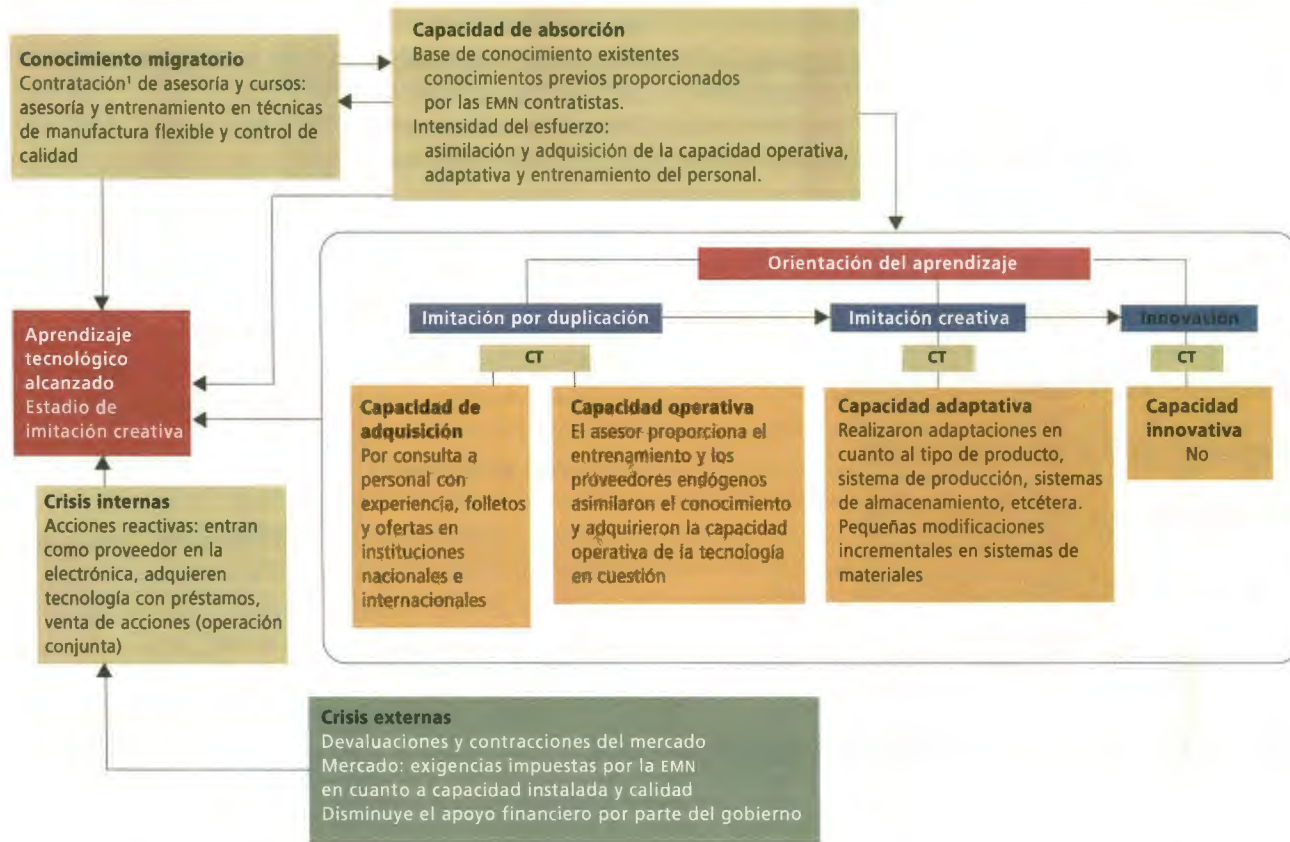 Conocimiento migratorio
Contratación¹ de asesoría y cursos:
asesoría y entrenamiento en técnicas
de manufactura flexible y control de
calidad
Capacidad de absorción
Base de conocimiento existentes
conocimientos previos proporcionados
por las EMN contratistas.
Intensidad del esfuerzo:
asimilación y adquisición de la capacidad operativa,
adaptativa y entrenamiento del personal.
Orientación del aprendizaje
Imitación por duplicación
Imitación creativa
Innovación
CT
CT
CT
Aprendizaje
tecnológico
alcanzado
Estadio de
imitación creativa
Capacidad de
adquisición
Por consulta a
personal con
experiencia, folletos
y ofertas en
instituciones
nacionales e
internacionales
Capacidad operativa
El asesor proporciona el
entrenamiento y los
proveedores endógenos
asimilaron el conocimiento
y adquirieron la capacidad
operativa de la tecnología
en cuestión
Capacidad adaptativa
Realizaron adaptaciones en
cuanto al tipo de producto,
sistema de producción, sistemas
de almacenamiento, etcétera.
Pequeñas modificaciones
incrementales en sistemas de
materiales
Capacidad
innovativa
No
Crisis internas
Acciones reactivas: entran
como proveedor en la
electrónica, adquieren
tecnología con préstamos,
venta de acciones (operación
conjunta)
Crisis externas
Devaluaciones y contracciones del mercado
Mercado: exigencias impuestas por la EMN
en cuanto a capacidad instalada y calidad
Disminuye el apoyo financiero por parte del gobierno